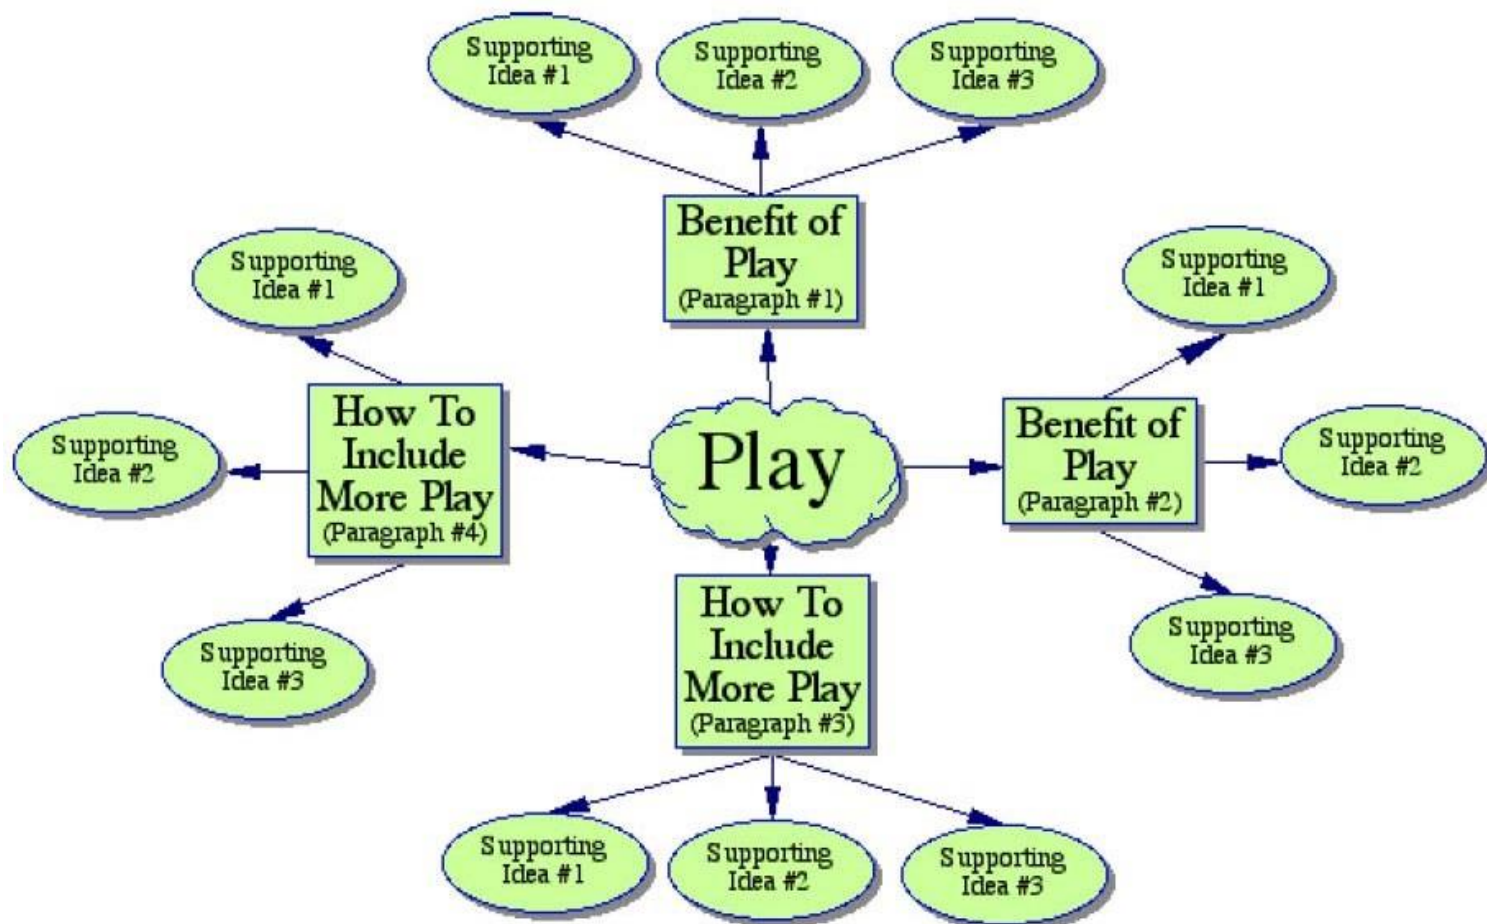 Supporting
Idea #1
Supporting
Idea #2
Supporting
Idea #3
Benefit of
Play
(Paragraph #1)
Supporting
Idea #1
Supporting
Idea #1
How To
Include
More Play
(Paragraph #4)
Play
Benefit of
Play
(Paragraph #2)
Supporting
Idea #2
Supporting
Idea #2
Supporting
Idea #3
How To
Include
More Play
(Paragraph #3)
Supporting
Idea #3
Supporting
Idea #1
Supporting
Idea #2
Supporting
Idea #3